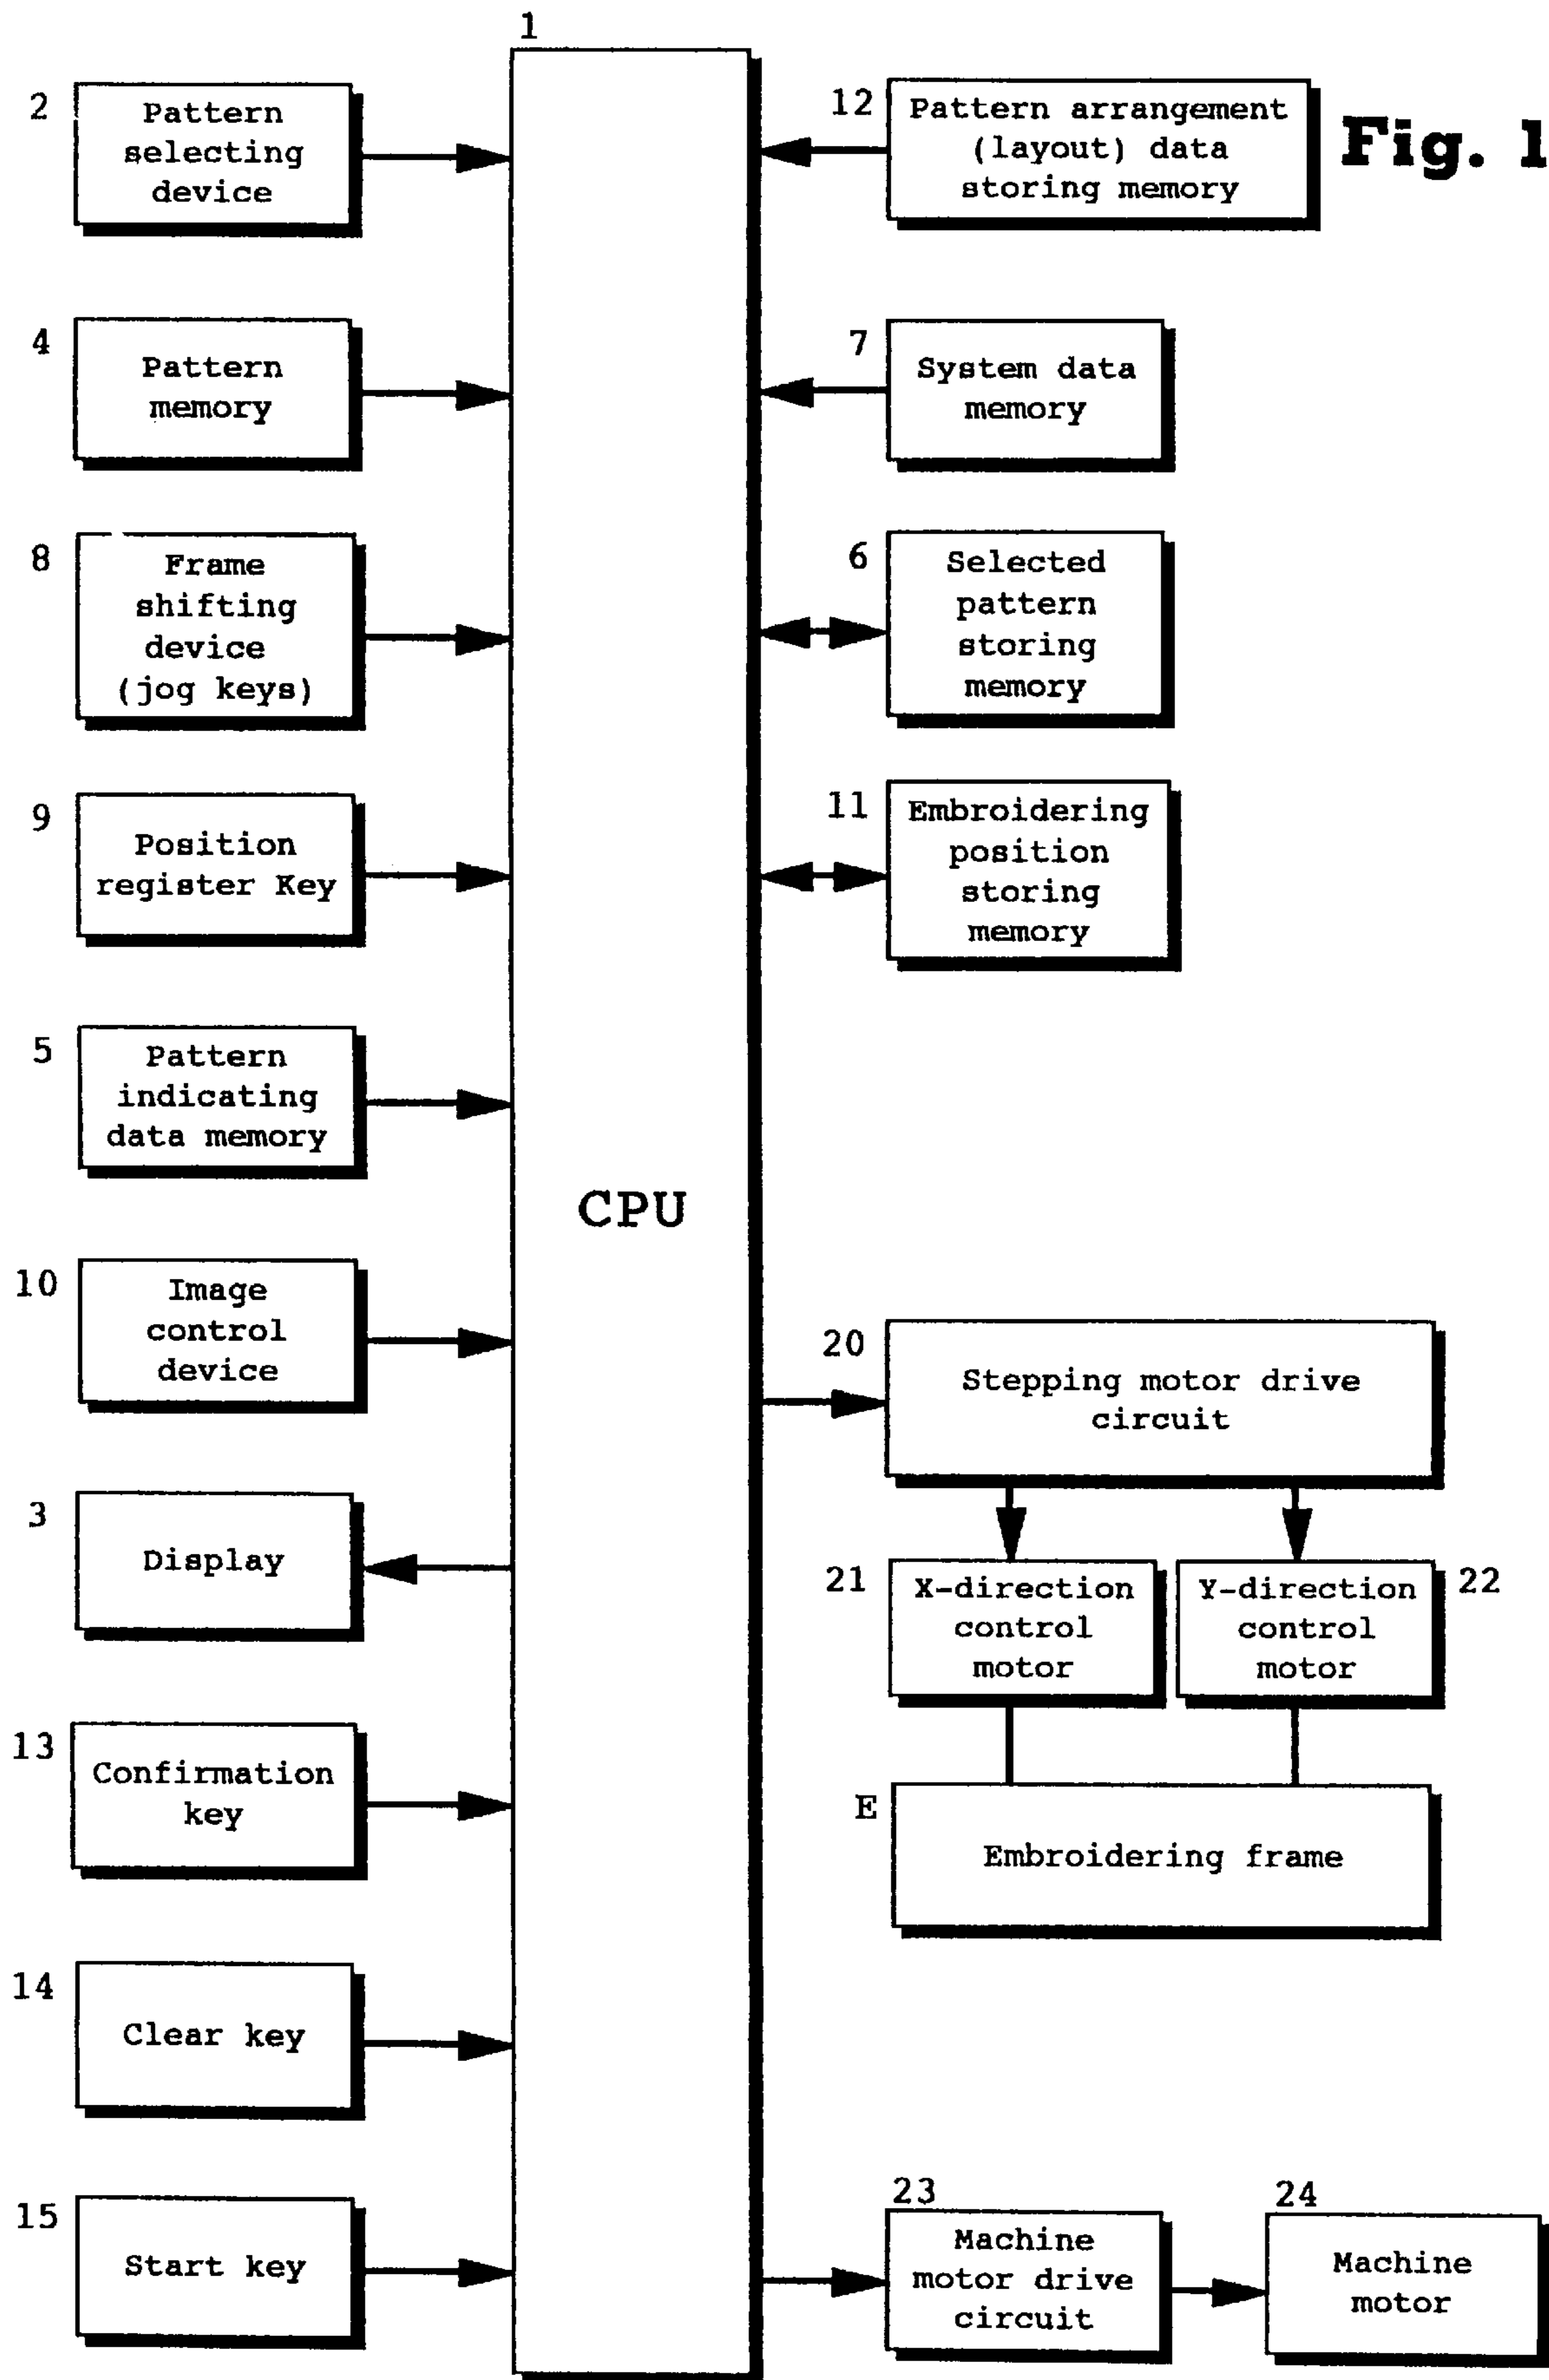 1
2
Pattern
selecting
device
4
Pattern
memory
8
Frame
shifting
device
(jog keys)
9
Position
register Key
5
Pattern
indicating
data memory
10
Image
control
device
3
Display
13
Confirmation
key
14
Clear key
15
Start key
CPU
12
Pattern arrangement
(layout) data
storing memory
Fig. 1
7
System data
memory
6
Selected
pattern
storing
memory
11
Embroidering
position
storing
memory
20
Stepping motor drive
circuit
21
X-direction
control
motor
Y-direction
control
motor
22
E
Embroidering frame
23
Machine
motor drive
circuit
24
Machine
motor